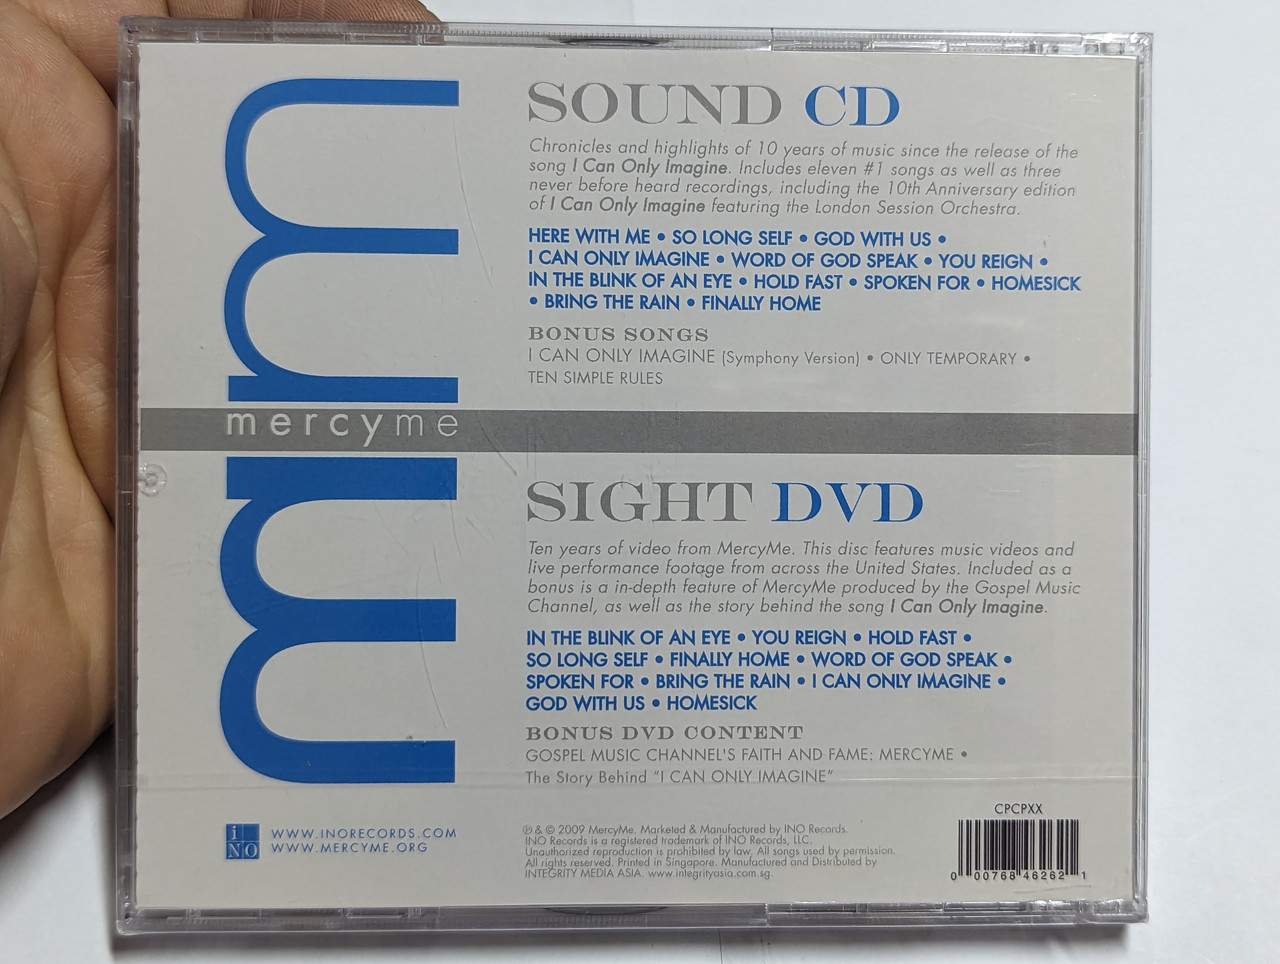 SOUND CD
Chronicles and highlights of 10 years of music since the release of the
song I Can Only Imagine. Includes eleven #1 songs as well as three
never before heard recordings, including the 10th Anniversary edition
of I Can Only Imagine featuring the London Session Orchestra.
HERE WITH ME • SO LONG SELF • GOD WITH US •
I CAN ONLY IMAGINE • WORD OF GOD SPEAK • YOU REIGN •
IN THE BLINK OF AN EYE • HOLD FAST • SPOKEN FOR • HOMESICK
• BRING THE RAIN • FINALLY HOME
BONUS SONGS
I CAN ONLY IMAGINE (Symphony Version) • ONLY TEMPORARY •
TEN SIMPLE RULES
m
mercyme
m
SIGHT DVD
Ten years of video from MercyMe. This disc features music videos and
live performance footage from across the United States. Included as a
bonus is a in-depth feature of MercyMe produced by the Gospel Music
Channel, as well as the story behind the song I Can Only Imagine.
IN THE BLINK OF AN EYE • YOU REIGN • HOLD FAST •
SO LONG SELF • FINALLY HOME • WORD OF GOD SPEAK •
SPOKEN FOR • BRING THE RAIN • I CAN ONLY IMAGINE •
GOD WITH US • HOMESICK
BONUS DVD CONTENT
GOSPEL MUSIC CHANNEL'S FAITH AND FAME: MERCYME •
The Story Behind "I CAN ONLY IMAGINE"
iNO
WWW.INORECORDS.COM
WWW.MERCYME.ORG
℗ & © 2009 MercyMe. Marketed & Manufactured by INO Records.
INO Records is a registered trademark of INO Records, LLC.
Unauthorized reproduction is prohibited by law. All songs used by permission.
All rights reserved. Printed in Singapore. Manufactured and Distributed by
INTEGRITY MEDIA ASIA. www.integrityasia.com.sg.
CPCPXX
0 00768 46262 1